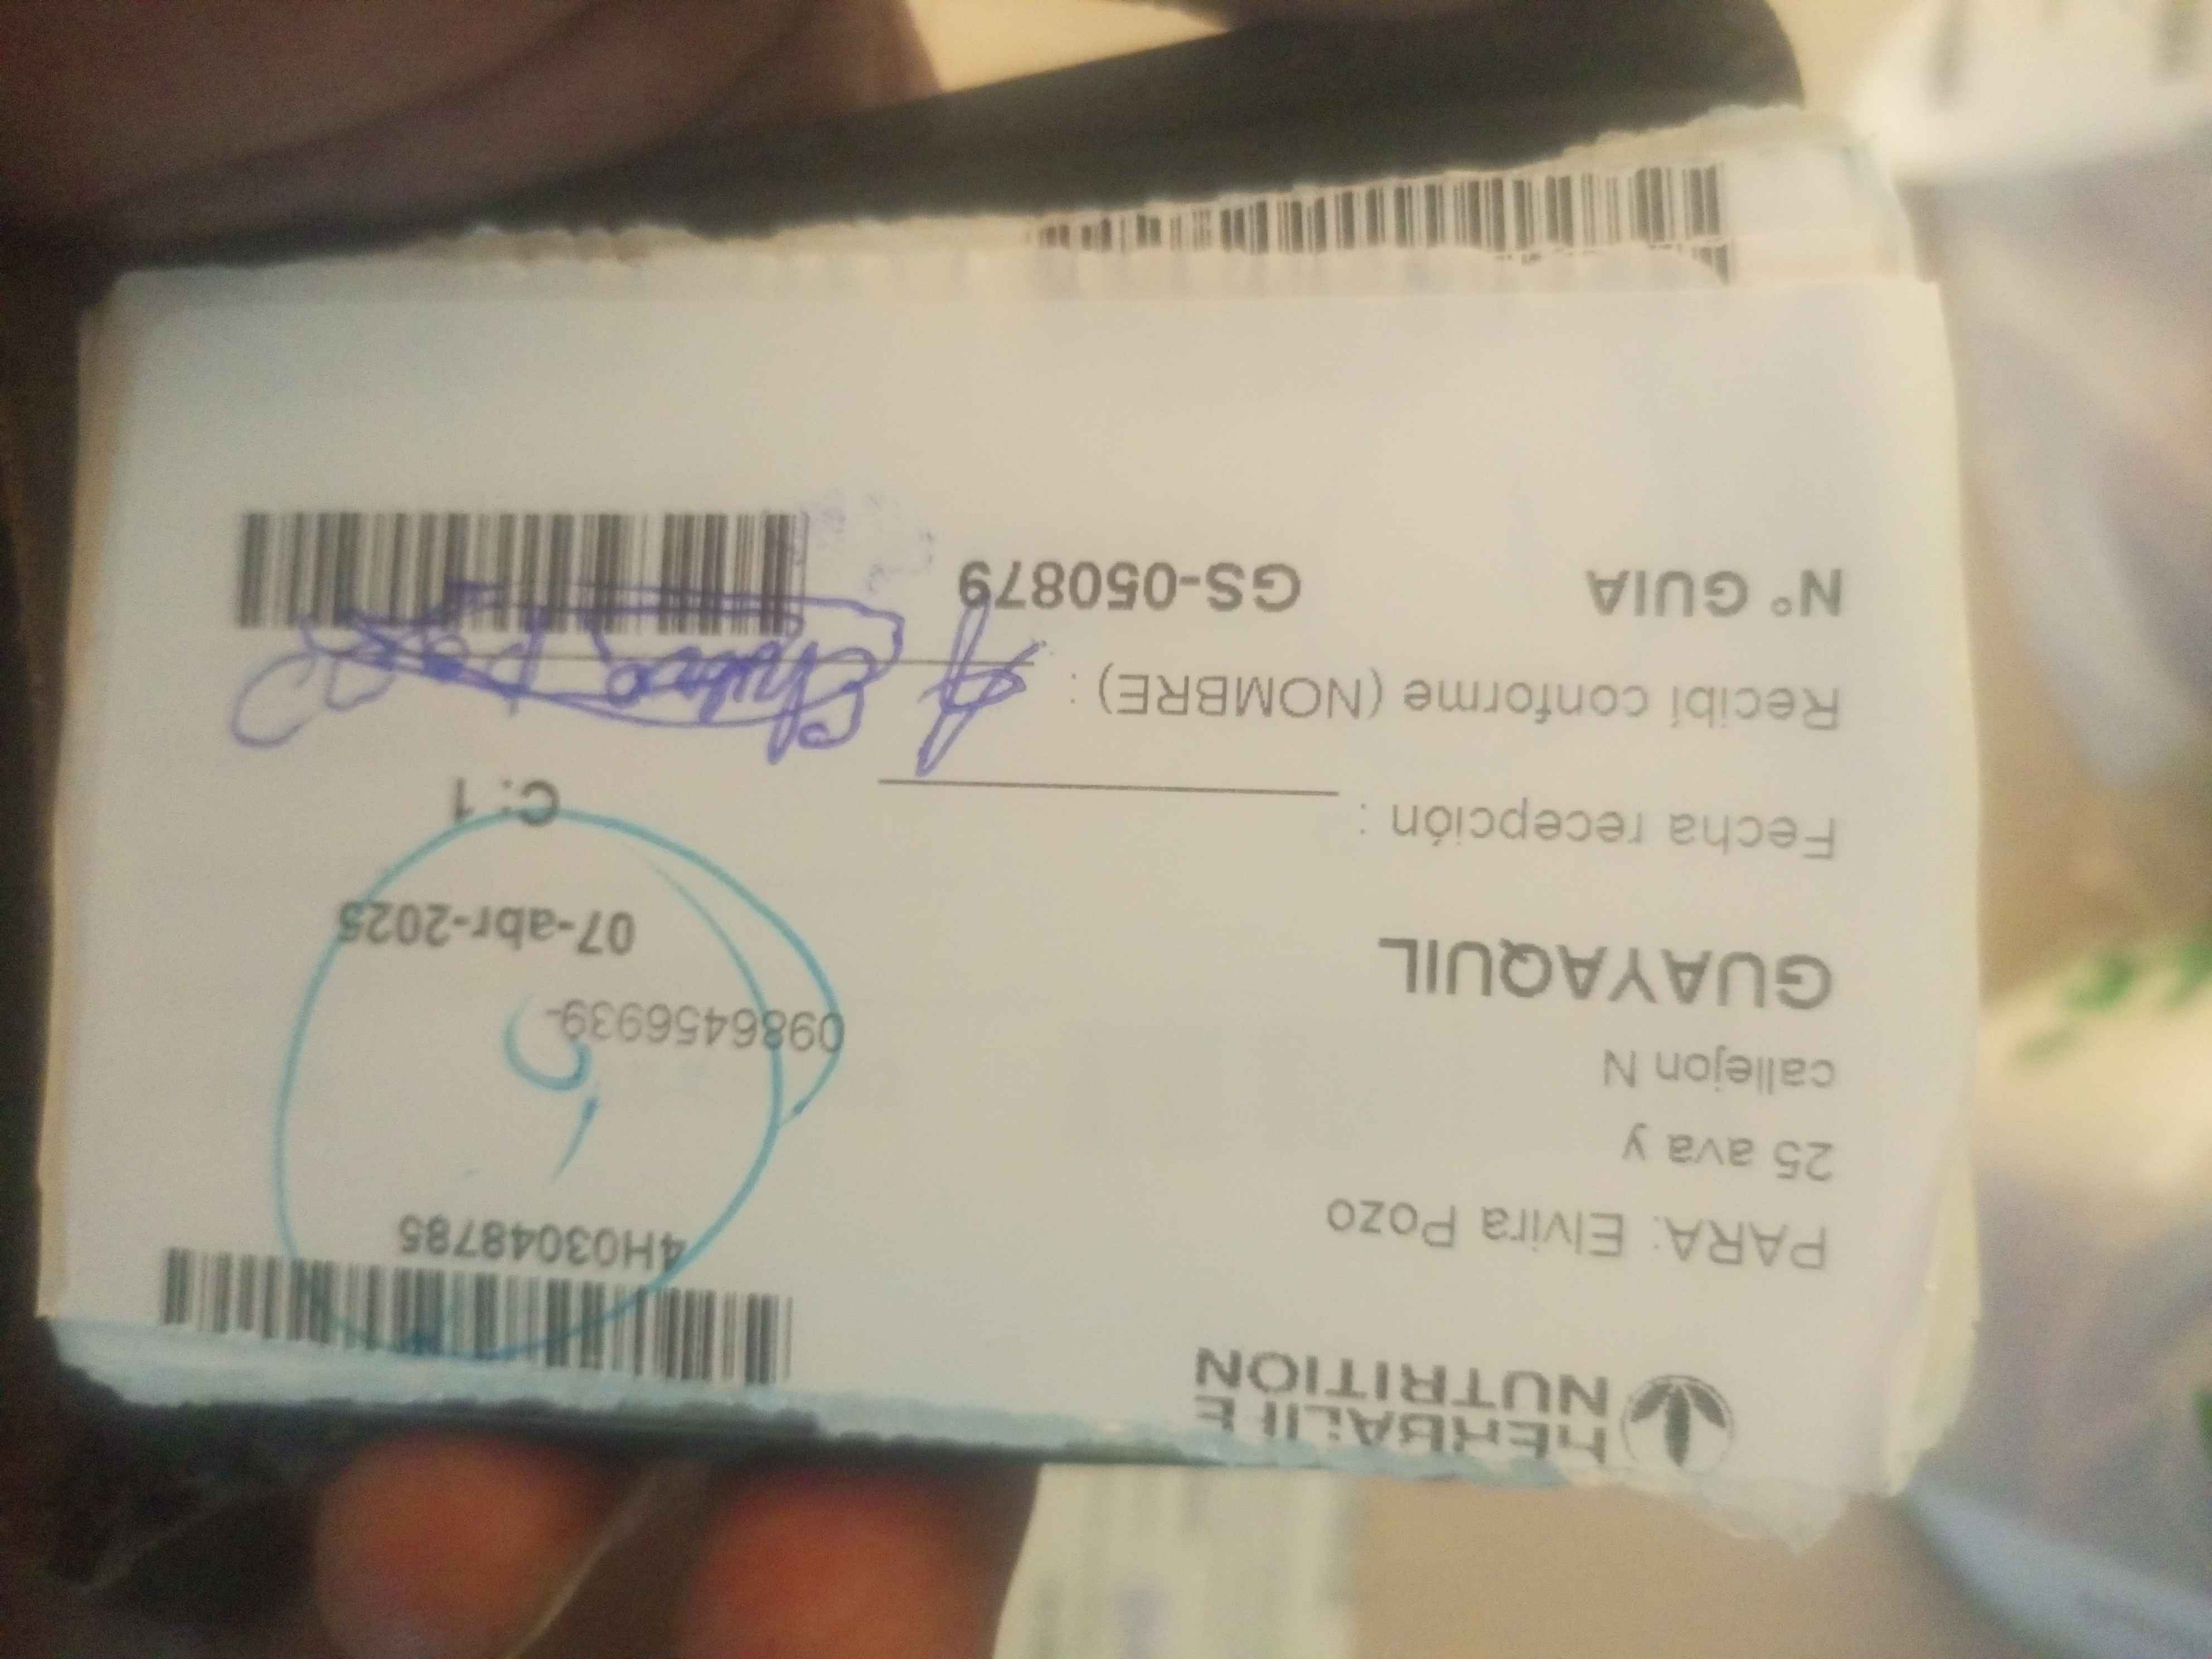 HERBALIFE
NUTRITION
4H03048785
PARA: Elvira Pozo
25 ava y
callejon N
0986456939-
GUAYAQUIL
07-abr-2025
Fecha recepción :
C: 1
Recibí conforme (NOMBRE) :
N° GUIA GS-050879